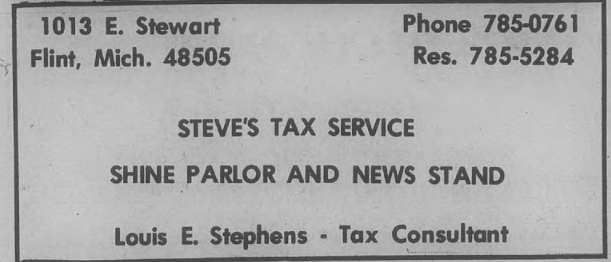 1013 E. Stewart Phone 785-0761
Flint, Mich. 48505 Res. 785-5284
STEVE'S TAX SERVICE
SHINE PARLOR AND NEWS STAND
Louis E. Stephens - Tax Consultant